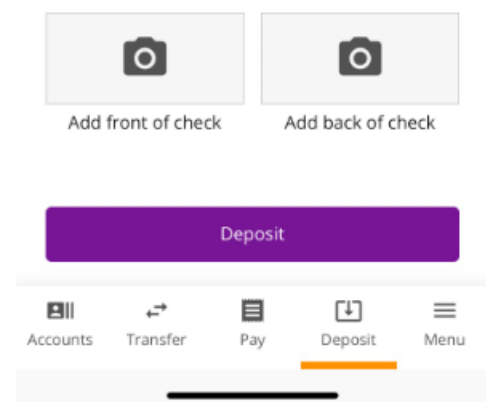 Add front of check
Add back of check
Deposit
Accounts
Transfer
Pay
Deposit
Menu